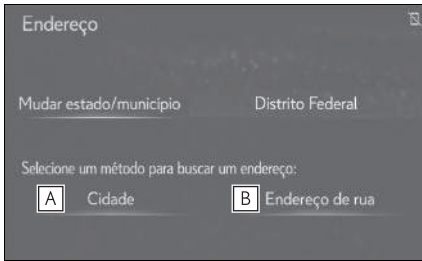 Endereço
Mudar estado/município Distrito Federal
Selecione um método para buscar um endereço:
A Cidade B Endereço de rua